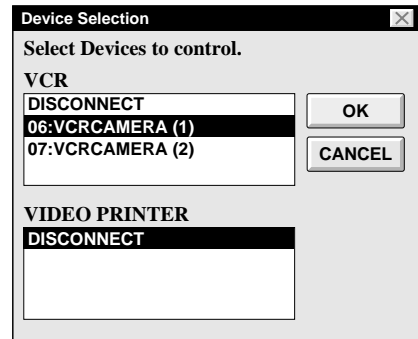 Device Selection
Select Devices to control.
VCR
DISCONNECT
06:VCRCAMERA (1)
07:VCRCAMERA (2)
OK
CANCEL
VIDEO PRINTER
DISCONNECT